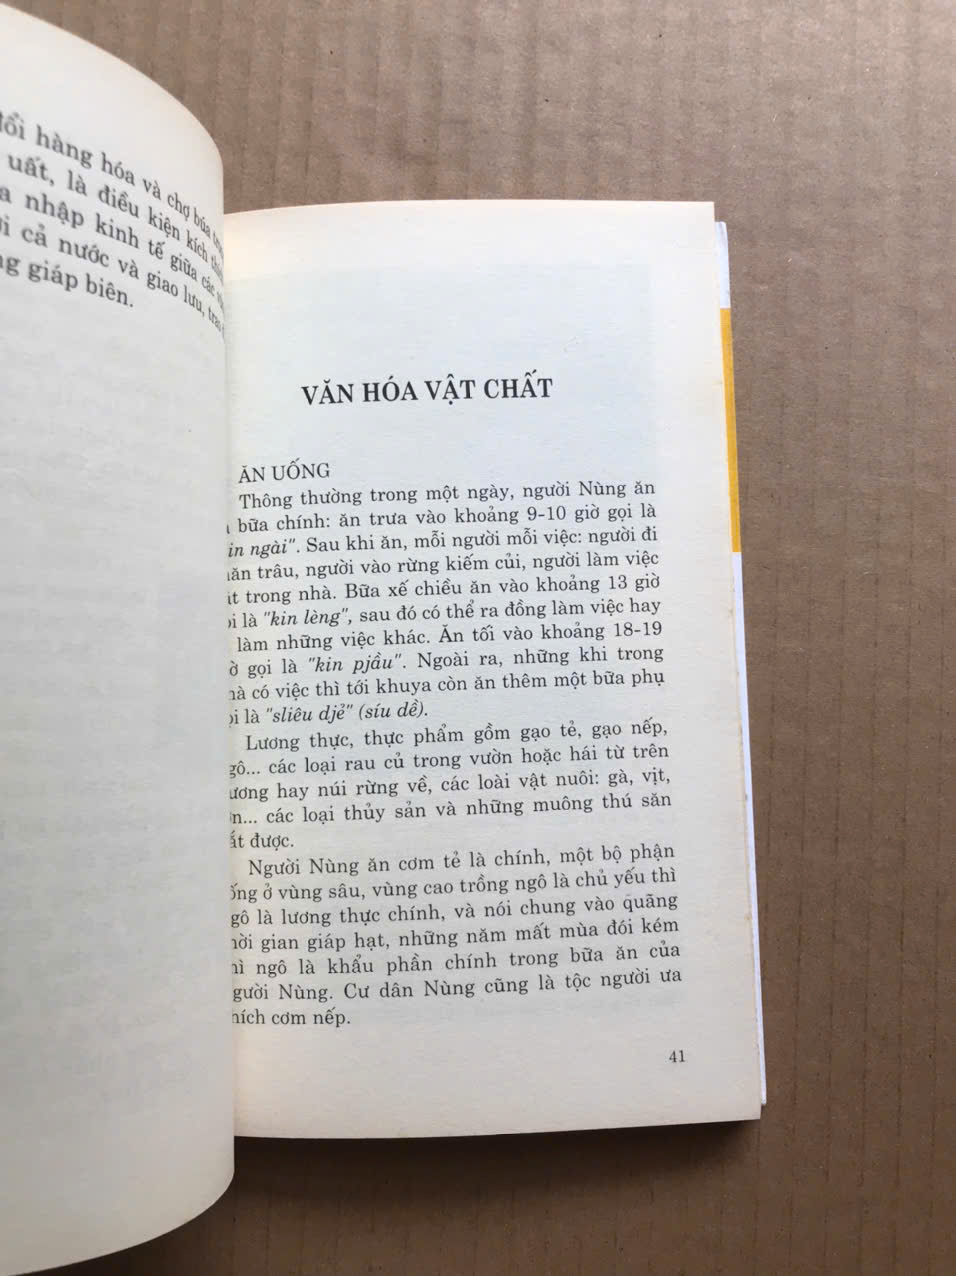 hàng hóa và chợ búa
uất, là điều kiện kích
nhập kinh tế giữa các
cả nước và giao lưu,
giáp biên.
VĂN HÓA VẬT CHẤT
ĂN UỐNG
Thông thường trong một ngày, người Nùng ăn
bữa chính: ăn trưa vào khoảng 9-10 giờ gọi là
in ngài". Sau khi ăn, mỗi người mỗi việc: người đi
trâu, người vào rừng kiếm củi, người làm việc
trong nhà. Bữa xế chiều ăn vào khoảng 13 giờ
là "kin lèng", sau đó có thể ra đồng làm việc hay
làm những việc khác. Ăn tối vào khoảng 18-19
gọi là "kin pjầu". Ngoài ra, những khi trong
có việc thì tới khuya còn ăn thêm một bữa phụ
là "sliêu djẻ" (síu dề).
Lương thực, thực phẩm gồm gạo tẻ, gạo nếp,
gô... các loại rau củ trong vườn hoặc hái từ trên
ương hay núi rừng về, các loài vật nuôi: gà, vịt,
n... các loại thủy sản và những muông thú săn
ắt được.
Người Nùng ăn cơm tẻ là chính, một bộ phận
ống ở vùng sâu, vùng cao trồng ngô là chủ yếu thì
gô là lương thực chính, và nói chung vào quãng
hời gian giáp hạt, những năm mất mùa đói kém
hì ngô là khẩu phần chính trong bữa ăn của
gười Nùng. Cư dân Nùng cũng là tộc người ưa
hích cơm nếp.
41